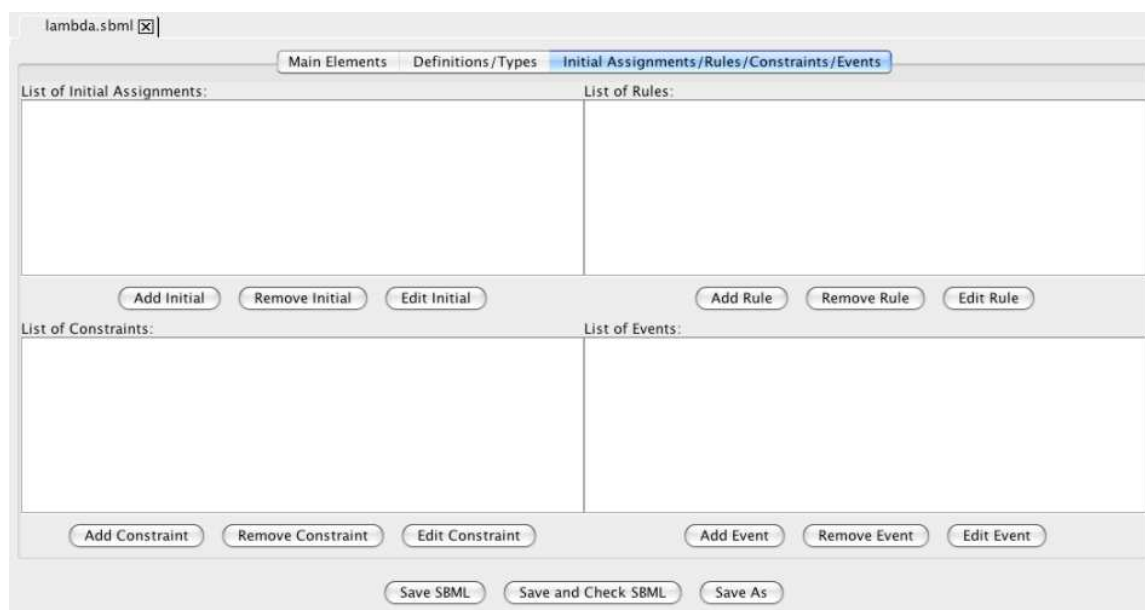 lambda.sbml
Main Elements Definitions/Types Initial Assignments/Rules/Constraints/Events
List of Initial Assignments: List of Rules:
Add Initial Remove Initial Edit Initial Add Rule Remove Rule Edit Rule
List of Constraints: List of Events:
Add Constraint Remove Constraint Edit Constraint Add Event Remove Event Edit Event
Save SBML Save and Check SBML Save As